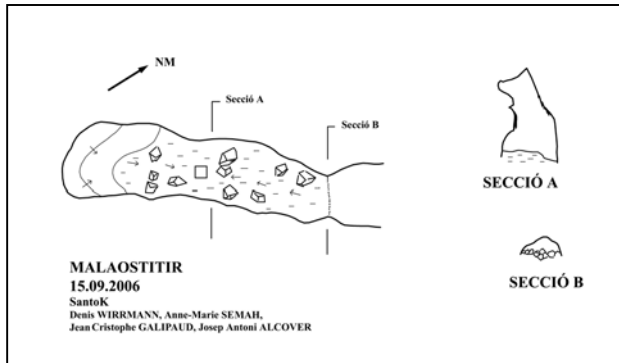 NM
Secció A
Secció B
SECCIÓ A
SECCIÓ B
MALAOSTITIR
15.09.2006
SantoK
Denis WIRRMANN, Anne-Marie SEMAH,
Jean Cristophe GALIPAUD, Josep Antoni ALCOVER